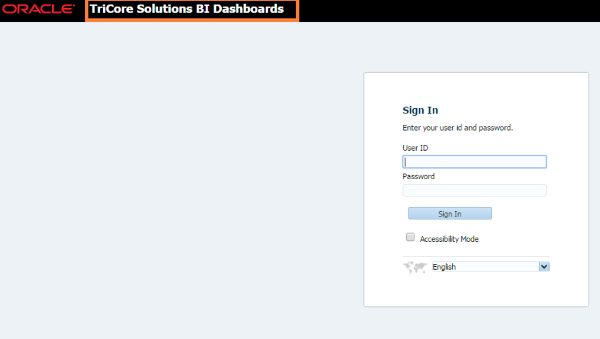 ORACLE TriCore Solutions BI Dashboards
Sign In
Enter your user id and password.
User ID
Password
Sign In
Accessibility Mode
English